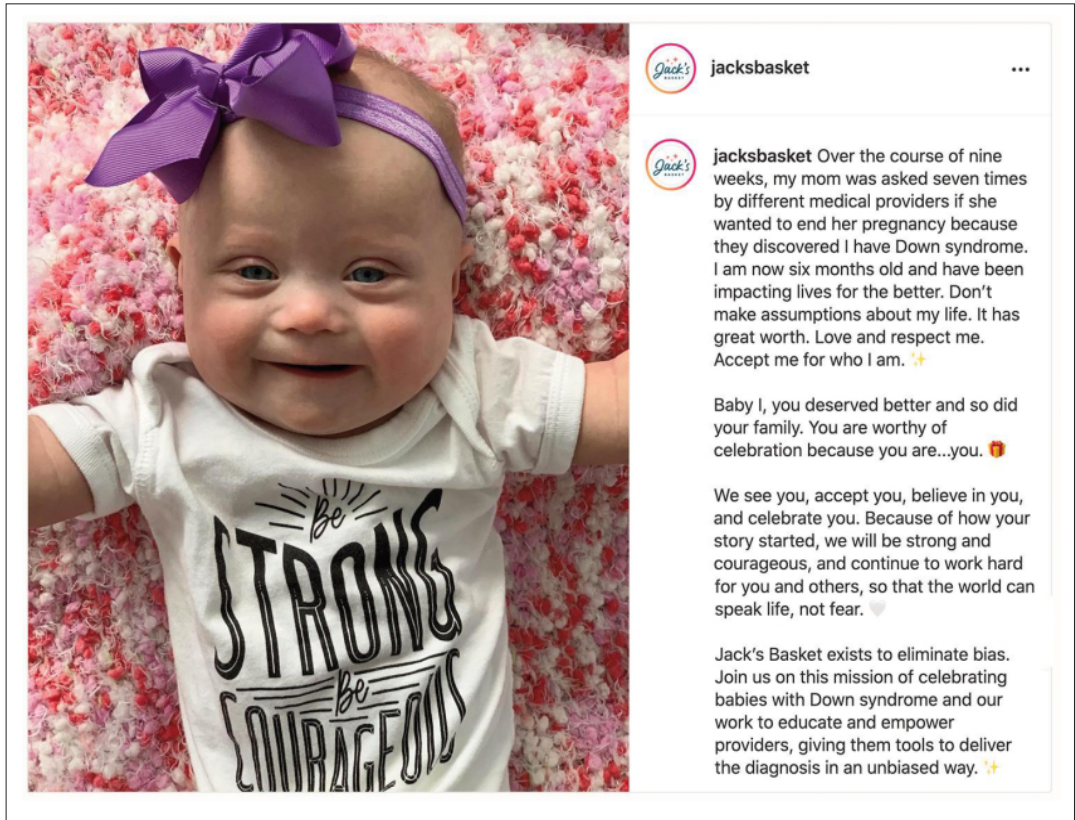 Be
STRONG
Be
COURAGEOUS
Jack's
BASKET
jacksbasket
Jack's
BASKET
jacksbasket Over the course of nine
weeks, my mom was asked seven times
by different medical providers if she
wanted to end her pregnancy because
they discovered I have Down syndrome.
I am now six months old and have been
impacting lives for the better. Don't
make assumptions about my life. It has
great worth. Love and respect me.
Accept me for who I am. ✨
Baby I, you deserved better and so did
your family. You are worthy of
celebration because you are...you. 🎁
We see you, accept you, believe in you,
and celebrate you. Because of how your
story started, we will be strong and
courageous, and continue to work hard
for you and others, so that the world can
speak life, not fear. 🤍
Jack's Basket exists to eliminate bias.
Join us on this mission of celebrating
babies with Down syndrome and our
work to educate and empower
providers, giving them tools to deliver
the diagnosis in an unbiased way. ✨